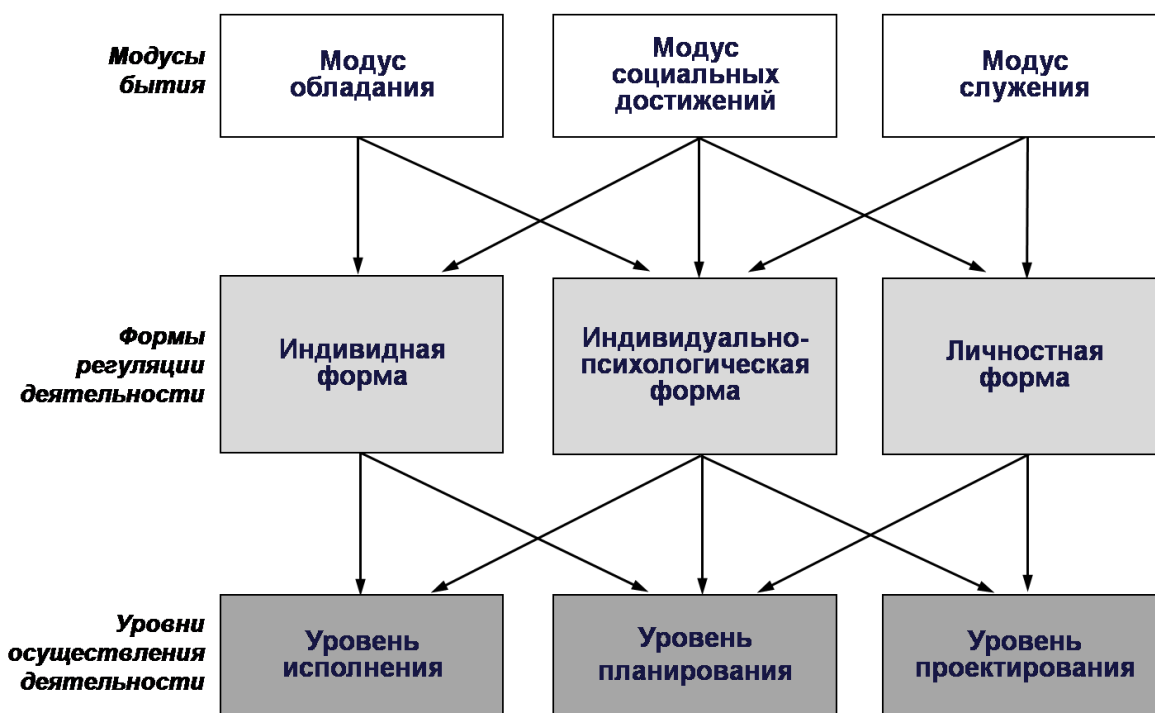 Модусы
бытия
Модус
обладания
Модус
социальных
достижений
Модус
служения
Формы
регуляции
деятельности
Индивидная
форма
Индивидуально-
психологическая
форма
Личностная
форма
Уровни
осуществления
деятельности
Уровень
исполнения
Уровень
планирования
Уровень
проектирования